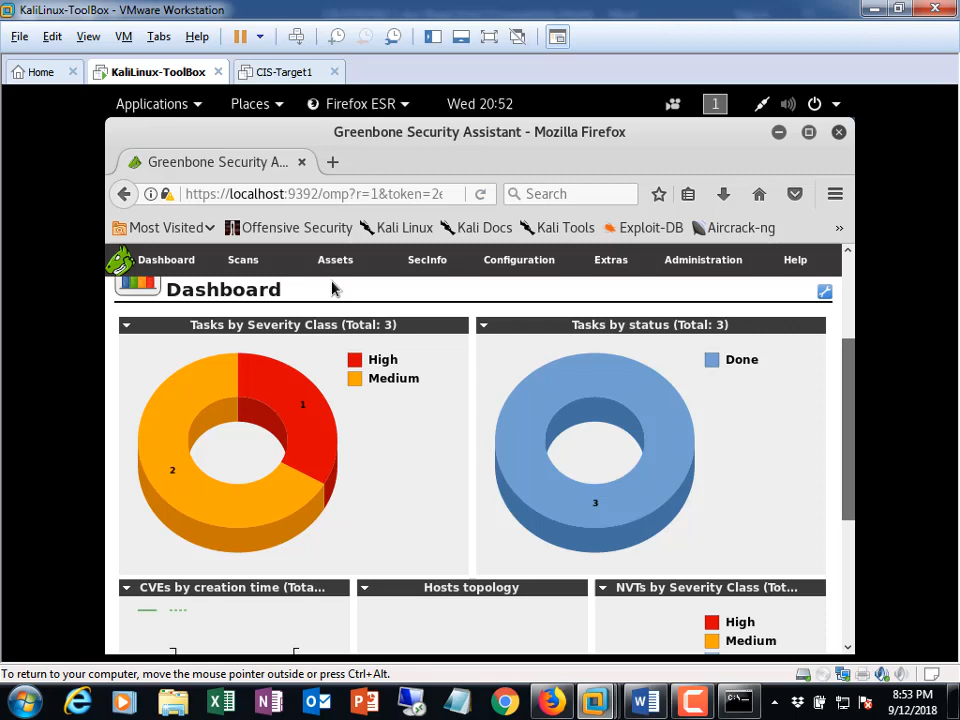 KaliLinux-ToolBox - VMware Workstation
File Edit View VM Tabs Help
Home KaliLinux-ToolBox CIS-Target1
Applications Places Firefox ESR Wed 20:52 1
Greenbone Security Assistant - Mozilla Firefox
Greenbone Security A...
https://localhost:9392/omp?r=1&token=2e Search
Most Visited Offensive Security Kali Linux Kali Docs Kali Tools Exploit-DB Aircrack-ng »
Dashboard Scans Assets SecInfo Configuration Extras Administration Help
Dashboard
Tasks by Severity Class (Total: 3) Tasks by status (Total: 3)
High Done
Medium
1
2
3
CVEs by creation time (Tota... Hosts topology NVTs by Severity Class (Tot...
High
Medium
To return to your computer, move the mouse pointer outside or press Ctrl+Alt.
8:53 PM
9/12/2018